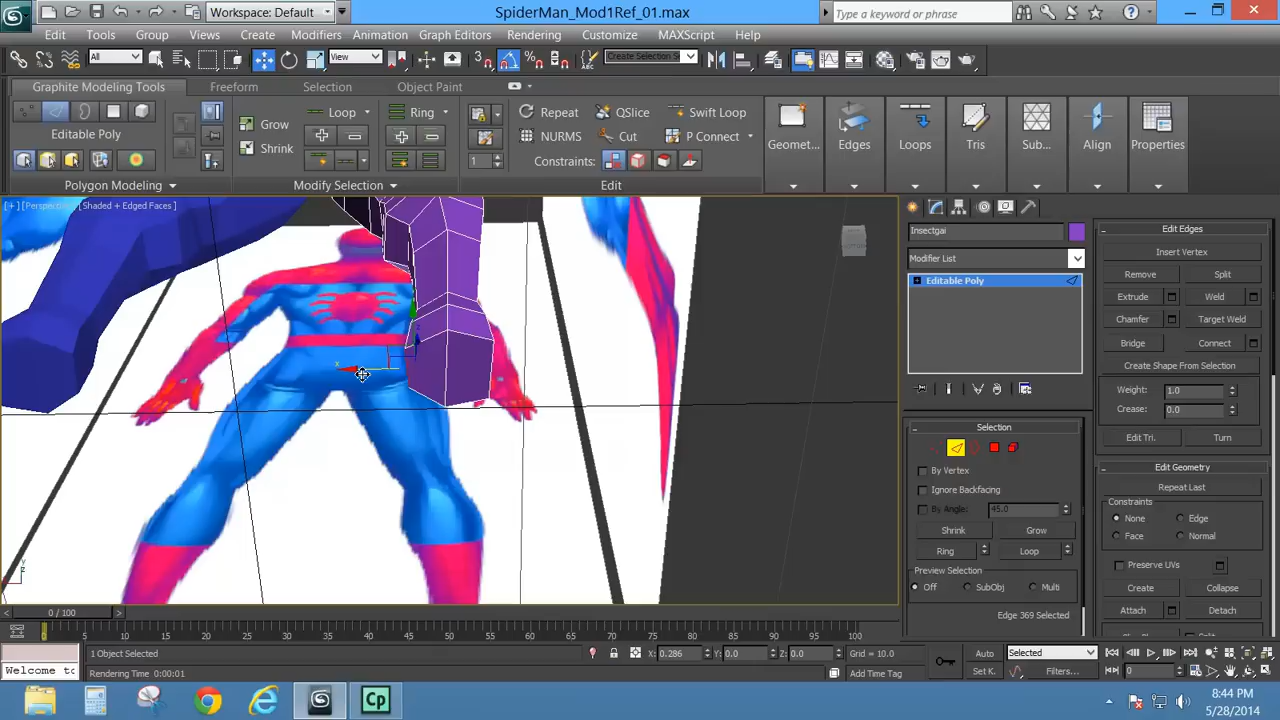 Workspace: Default
SpiderMan_Mod1Ref_01.max
Type a keyword or phrase
Edit Tools Group Views Create Modifiers Animation Graph Editors Rendering Customize MAXScript Help
All View Create Selection Se
Graphite Modeling Tools Freeform Selection Object Paint
Loop Ring Repeat QSlice Swift Loop
Editable Poly Grow NURMS Cut P Connect
Shrink 1 Constraints:
Geomet... Edges Loops Tris Sub... Align Properties
Polygon Modeling Modify Selection Edit
[+] [Perspective] [Shaded + Edged Faces]
Insectgai
Modifier List
Editable Poly
Edit Edges
Insert Vertex
Remove Split
Extrude Weld
Chamfer Target Weld
Bridge Connect
Create Shape From Selection
Weight: 1.0
Crease: 0.0
Edit Tri. Turn
Selection
By Vertex
Ignore Backfacing
By Angle: 45.0
Shrink Grow
Ring Loop
Preview Selection
Off SubObj Multi
Edge 369 Selected
Edit Geometry
Repeat Last
Constraints
None Edge
Face Normal
Preserve UVs
Create Collapse
Attach Detach
x
0 / 100
0 5 10 15 20 25 30 35 40 45 50 55 60 65 70 75 80 85 90 95 100
1 Object Selected X: 0.286 Y: 0.0 Z: 0.0 Grid = 10.0 Auto Selected
Welcome to Rendering Time 0:00:01 Add Time Tag Set K. Filters... 0
Cp
8:44 PM
5/28/2014